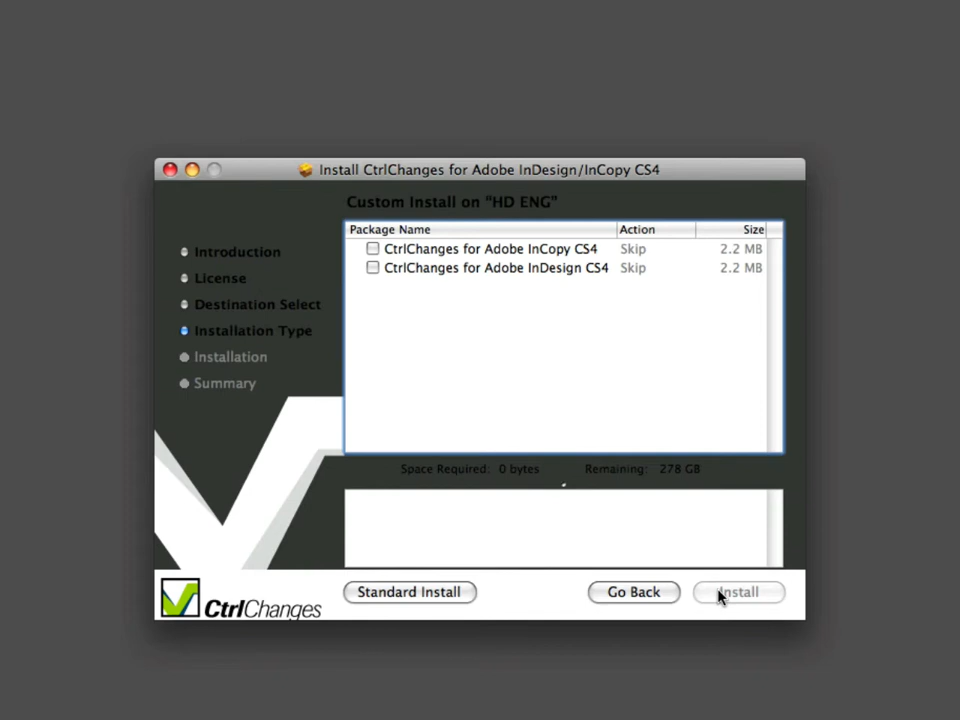 Install CtrlChanges for Adobe InDesign/InCopy CS4
Custom Install on "HD ENG"
Introduction
License
Destination Select
Installation Type
Installation
Summary
Package Name Action Size
CtrlChanges for Adobe InCopy CS4 Skip 2.2 MB
CtrlChanges for Adobe InDesign CS4 Skip 2.2 MB
Space Required: 0 bytes Remaining: 278 GB
CtrlChanges
Standard Install Go Back Install